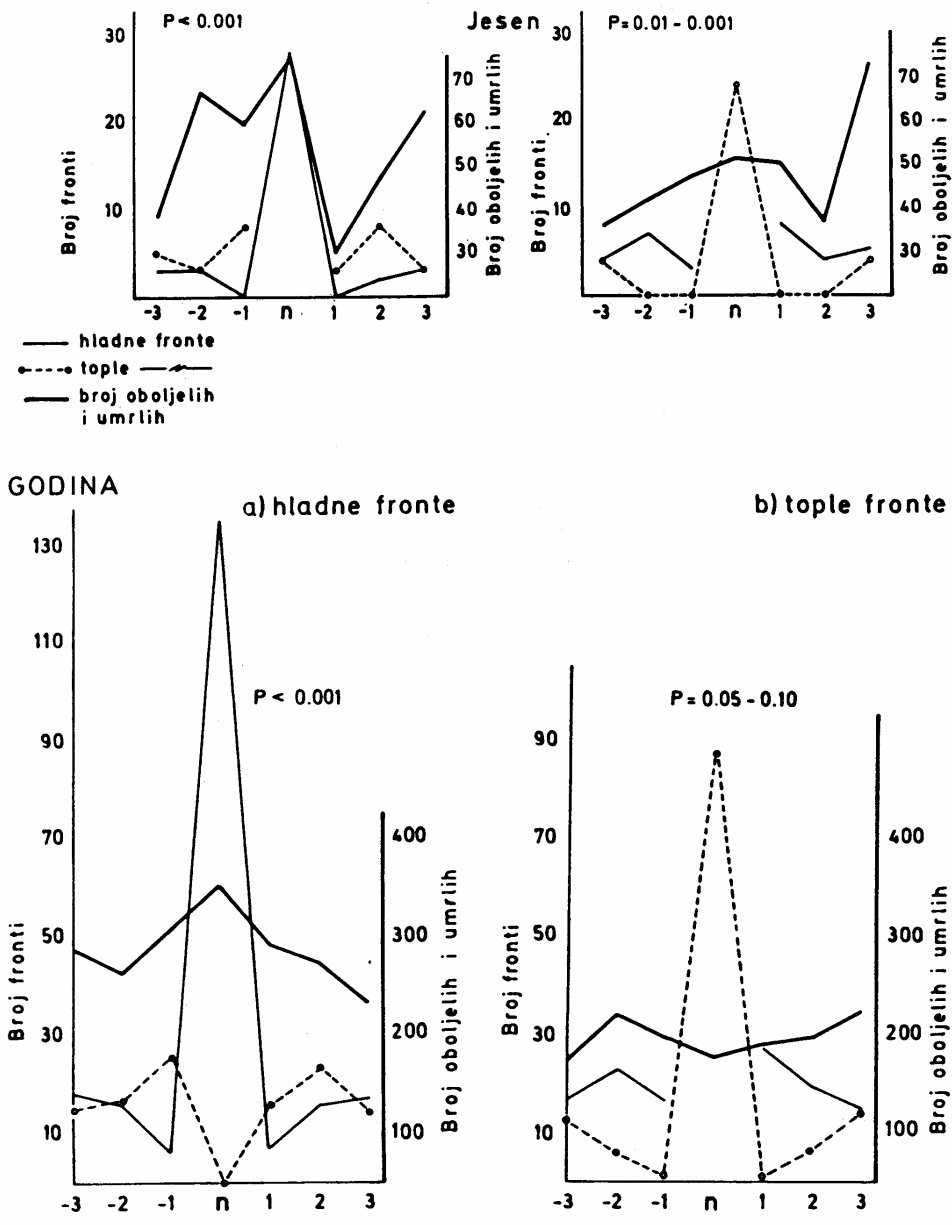 P < 0.001
Jesen
P = 0.01 - 0.001
30
20
10
Broj fronti
70
60
50
40
30
Broj oboljelih i umrlih
-3 -2 -1 n 1 2 3
30
20
10
Broj fronti
70
60
50
40
30
Broj oboljelih i umrlih
-3 -2 -1 n 1 2 3
hladne fronte
tople
broj oboljelih
i umrlih
GODINA
a) hladne fronte
b) tople fronte
130
110
90
70
50
30
10
Broj fronti
P < 0.001
400
300
200
100
Broj oboljelih i umrlih
-3 -2 -1 n 1 2 3
90
70
50
30
10
Broj fronti
P = 0.05 - 0.10
400
300
200
100
Broj oboljelih i umrlih
-3 -2 -1 n 1 2 3